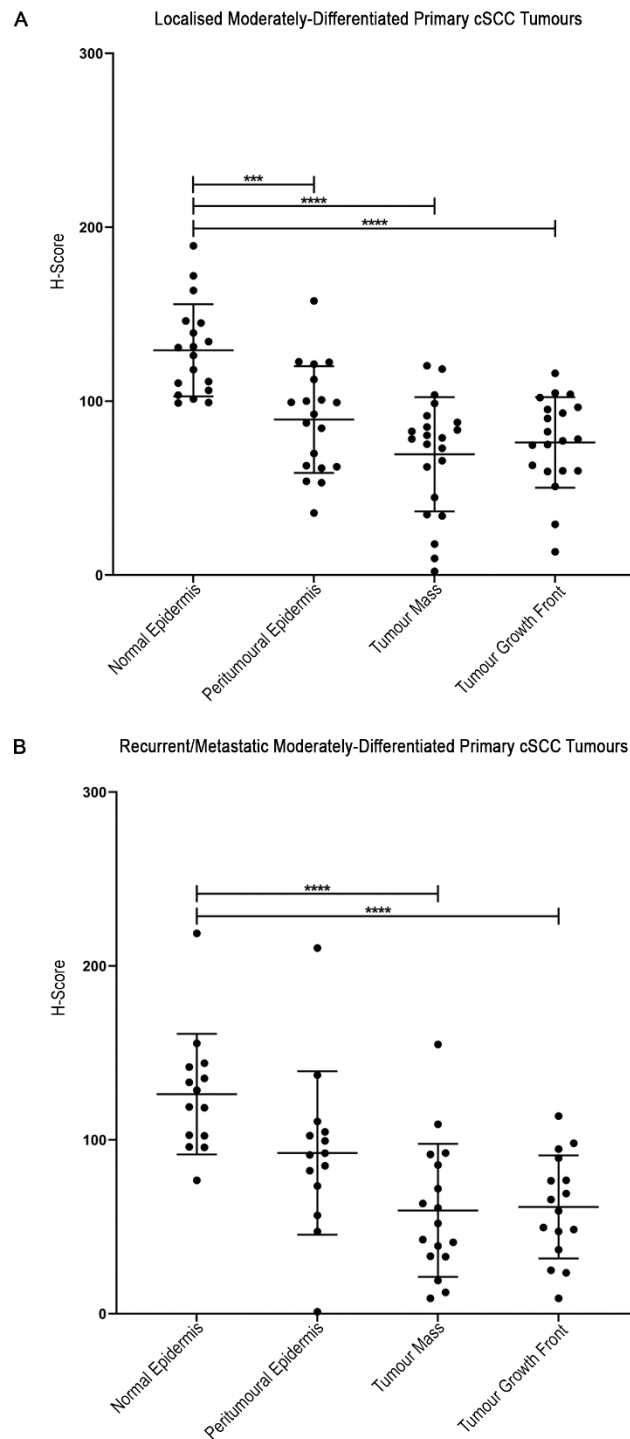 A
Localised Moderately-Differentiated Primary cSCC Tumours
300
200
100
0
H-Score
***
****
****
Normal Epidermis
Peritumoural Epidermis
Tumour Mass
Tumour Growth Front
B
Recurrent/Metastatic Moderately-Differentiated Primary cSCC Tumours
300
200
100
0
H-Score
****
****
Normal Epidermis
Peritumoural Epidermis
Tumour Mass
Tumour Growth Front